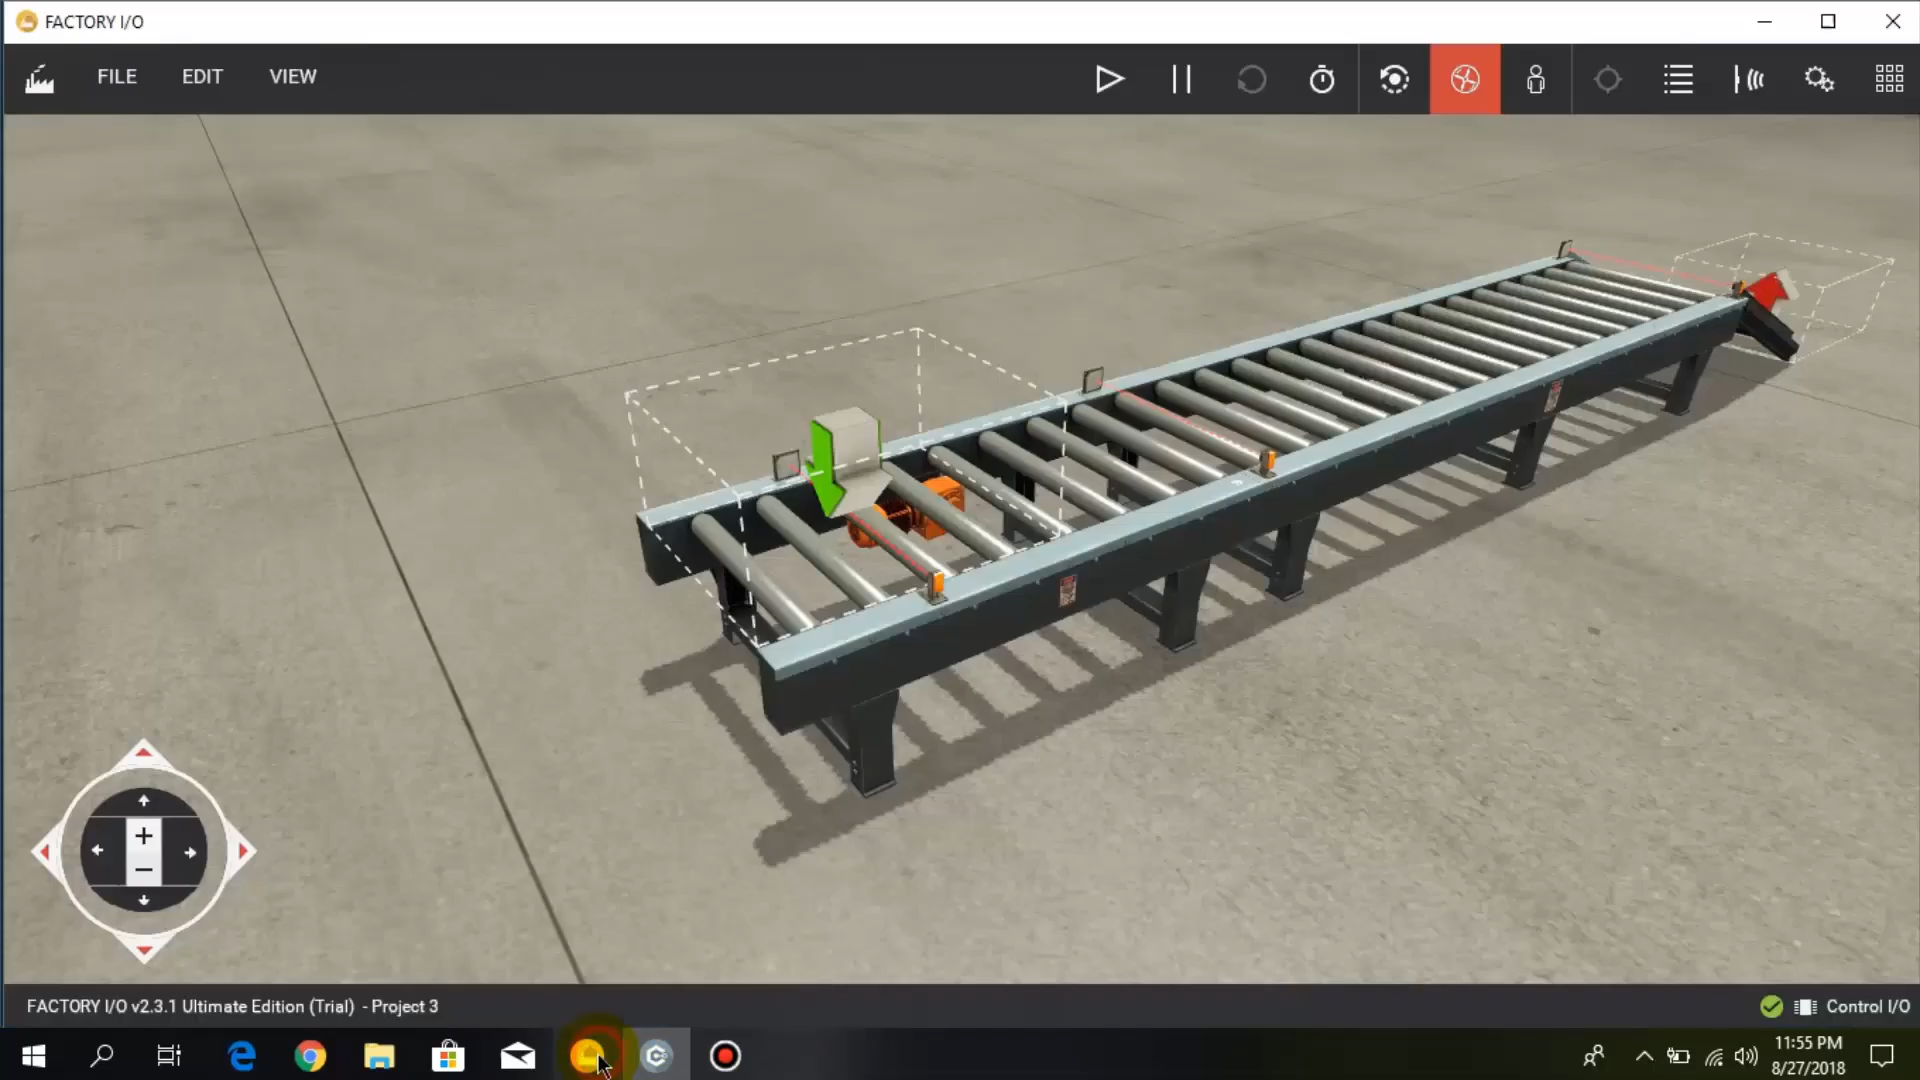 FACTORY I/O
FILE EDIT VIEW
FACTORY I/O v2.3.1 Ultimate Edition (Trial) - Project 3
Control I/O
11:55 PM
8/27/2018